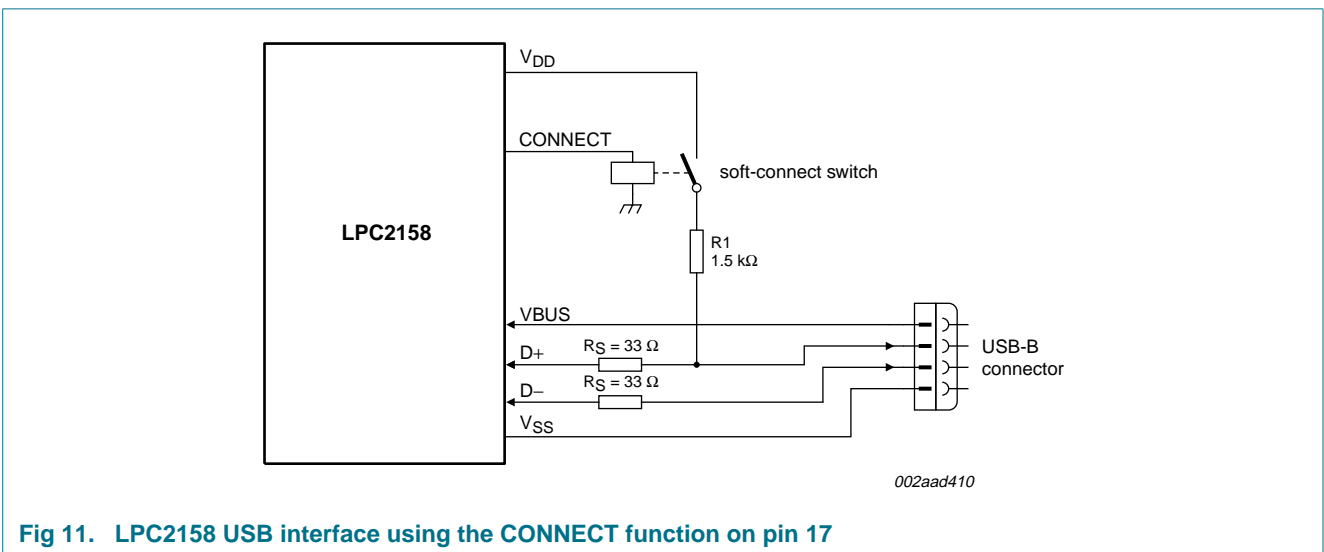 VDD
CONNECT
soft-connect switch
LPC2158
R1
1.5 kΩ
VBUS
D+
RS = 33 Ω
USB-B
connector
D−
RS = 33 Ω
VSS
002aad410
Fig 11. LPC2158 USB interface using the CONNECT function on pin 17